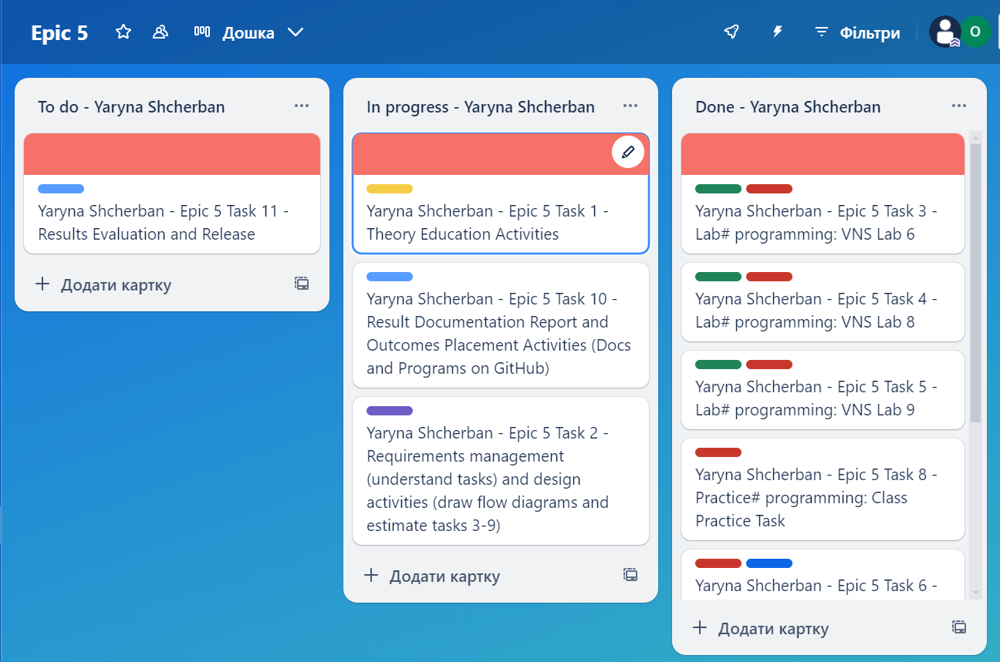 Epic 5
Дошка
Фільтри
O
To do - Yaryna Shcherban
Yaryna Shcherban - Epic 5 Task 11 -
Results Evaluation and Release
Додати картку
In progress - Yaryna Shcherban
Yaryna Shcherban - Epic 5 Task 1 -
Theory Education Activities
Yaryna Shcherban - Epic 5 Task 10 -
Result Documentation Report and
Outcomes Placement Activities (Docs
and Programs on GitHub)
Yaryna Shcherban - Epic 5 Task 2 -
Requirements management
(understand tasks) and design
activities (draw flow diagrams and
estimate tasks 3-9)
Додати картку
Done - Yaryna Shcherban
Yaryna Shcherban - Epic 5 Task 3 -
Lab# programming: VNS Lab 6
Yaryna Shcherban - Epic 5 Task 4 -
Lab# programming: VNS Lab 8
Yaryna Shcherban - Epic 5 Task 5 -
Lab# programming: VNS Lab 9
Yaryna Shcherban - Epic 5 Task 8 -
Practice# programming: Class
Practice Task
Yaryna Shcherban - Epic 5 Task 6 -
Додати картку